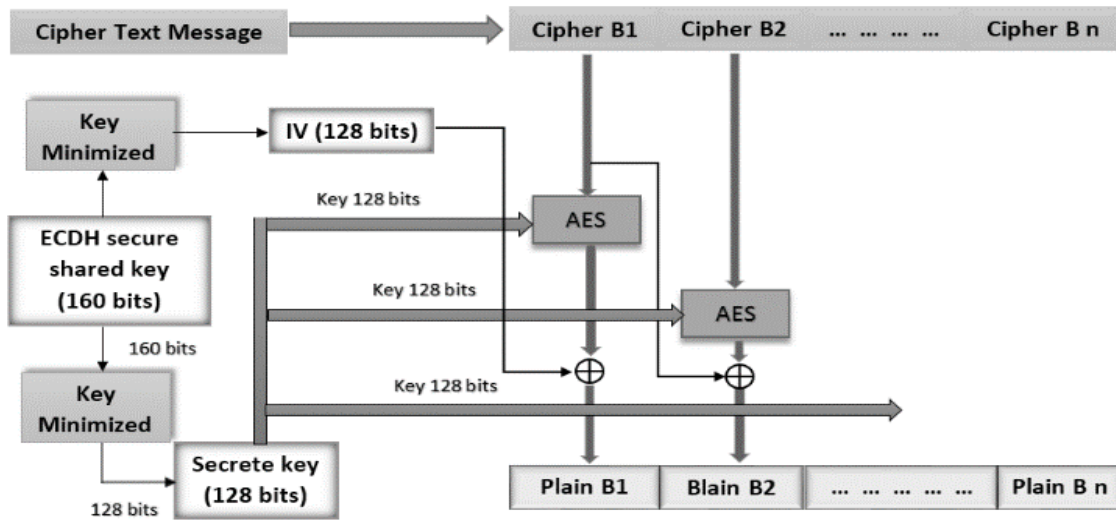 Cipher Text Message
Cipher B1
Cipher B2
... ... ... ...
Cipher B n
Key
Minimized
IV (128 bits)
Key 128 bits
AES
ECDH secure
shared key
(160 bits)
Key 128 bits
AES
160 bits
Key 128 bits
Key
Minimized
Secrete key
(128 bits)
128 bits
Plain B1
Blain B2
... ... ... ... ...
Plain B n